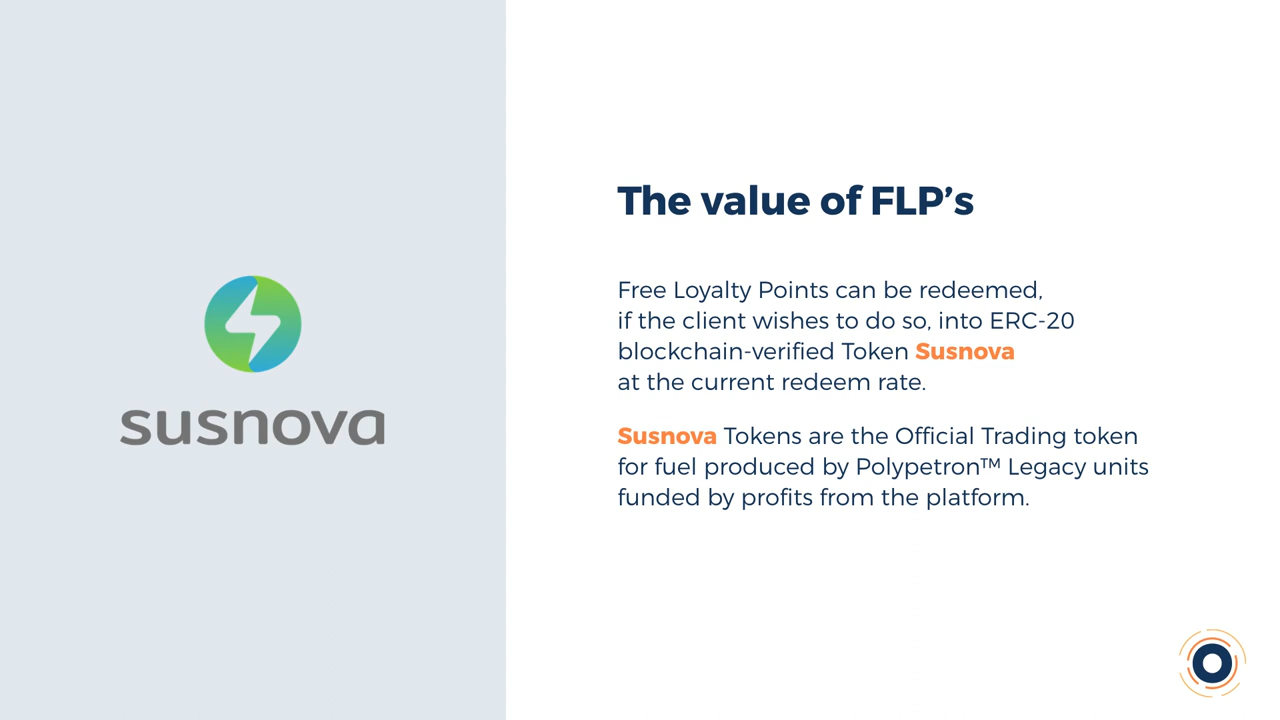 susnova
The value of FLP’s
Free Loyalty Points can be redeemed,
if the client wishes to do so, into ERC-20
blockchain-verified Token Susnova
at the current redeem rate.
Susnova Tokens are the Official Trading token
for fuel produced by Polypetron™ Legacy units
funded by profits from the platform.